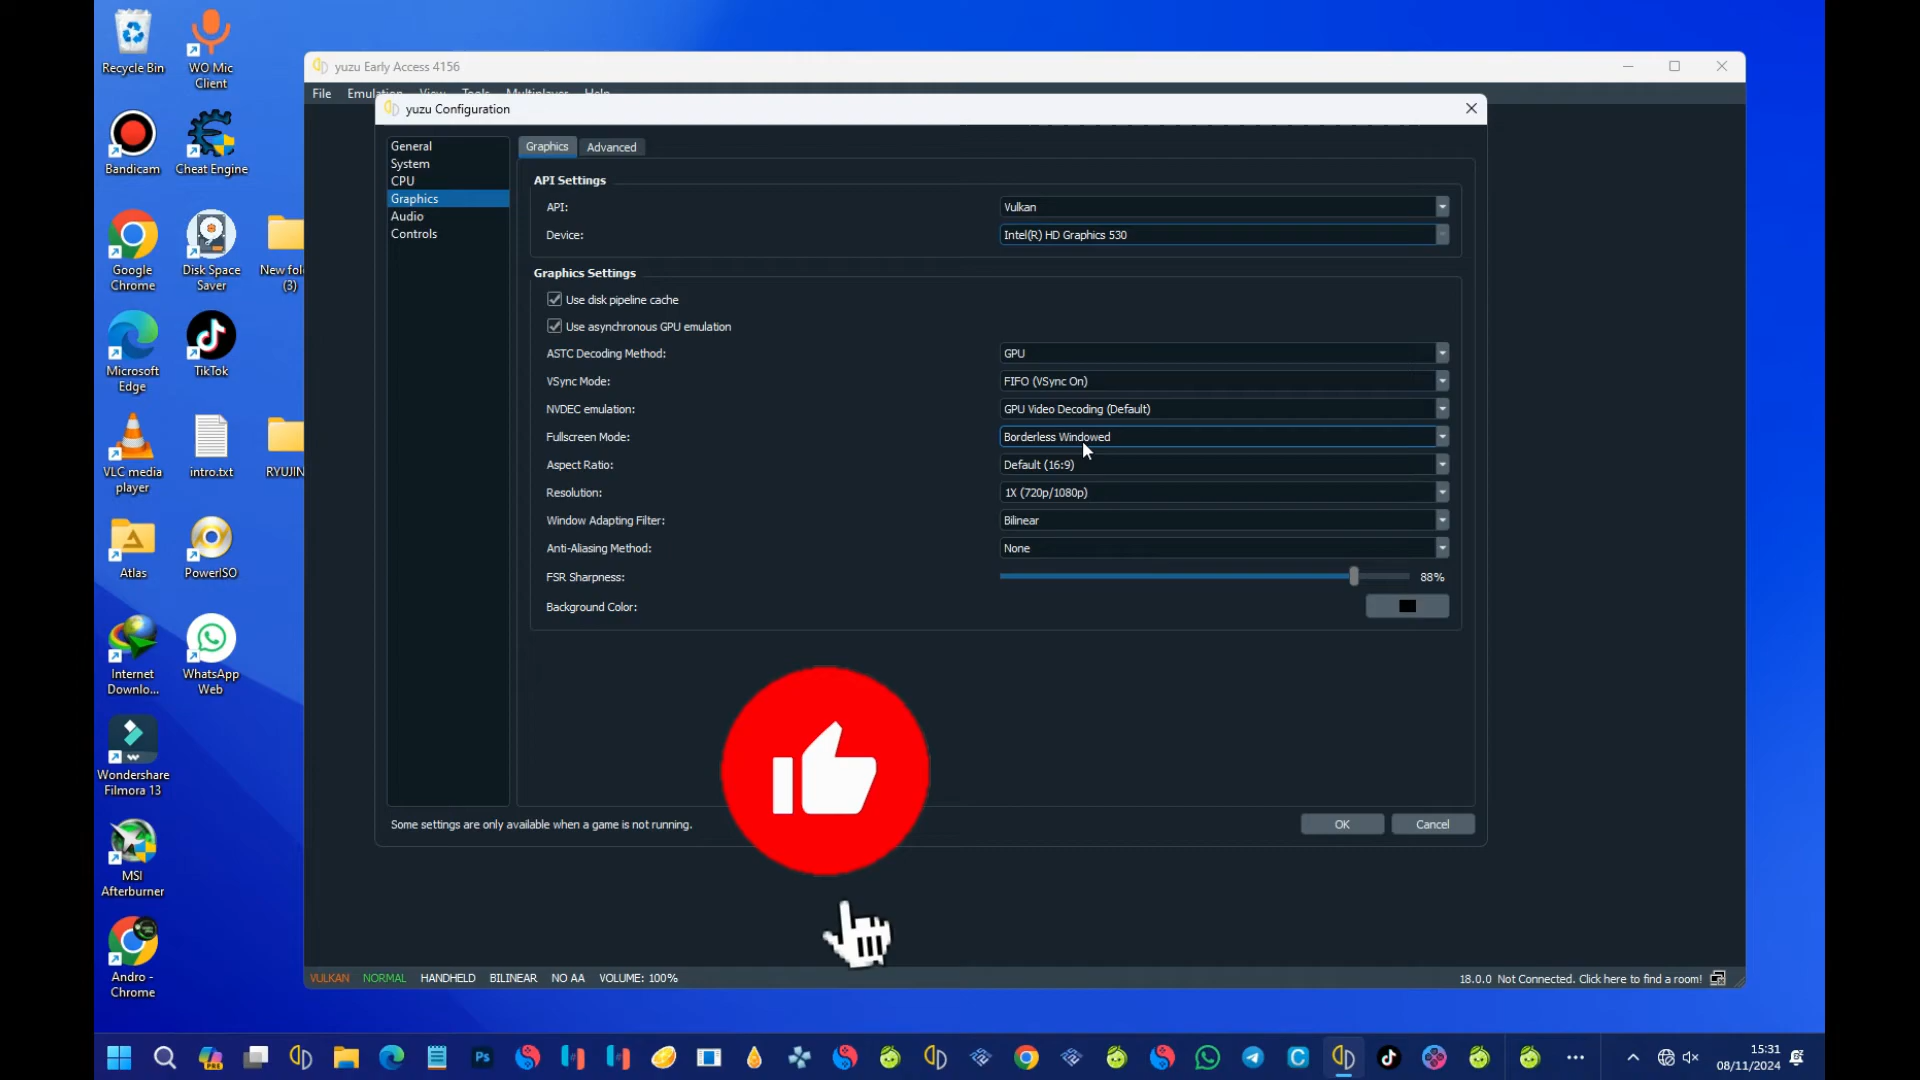 Recycle Bin
WO Mic
Client
Bandicam
Cheat Engine
Google
Chrome
Disk Space
Saver
New fol
(3)
Microsoft
Edge
TikTok
VLC media
player
intro.txt
RYUJIN
Atlas
PowerISO
Internet
Downlo...
WhatsApp
Web
Wondershare
Filmora 13
MSI
Afterburner
Andro -
Chrome
yuzu Early Access 4156
File Emulation View Tools Multiplayer Help
yuzu Configuration
General
System
CPU
Graphics
Audio
Controls
Graphics Advanced
API Settings
API: Vulkan
Device: Intel(R) HD Graphics 530
Graphics Settings
Use disk pipeline cache
Use asynchronous GPU emulation
ASTC Decoding Method: GPU
VSync Mode: FIFO (VSync On)
NVDEC emulation: GPU Video Decoding (Default)
Fullscreen Mode: Borderless Windowed
Aspect Ratio: Default (16:9)
Resolution: 1X (720p/1080p)
Window Adapting Filter: Bilinear
Anti-Aliasing Method: None
FSR Sharpness: 88%
Background Color:
Some settings are only available when a game is not running.
OK Cancel
VULKAN NORMAL HANDHELD BILINEAR NO AA VOLUME: 100%
18.0.0 Not Connected. Click here to find a room!
PRE
Ps
C
15:31
08/11/2024